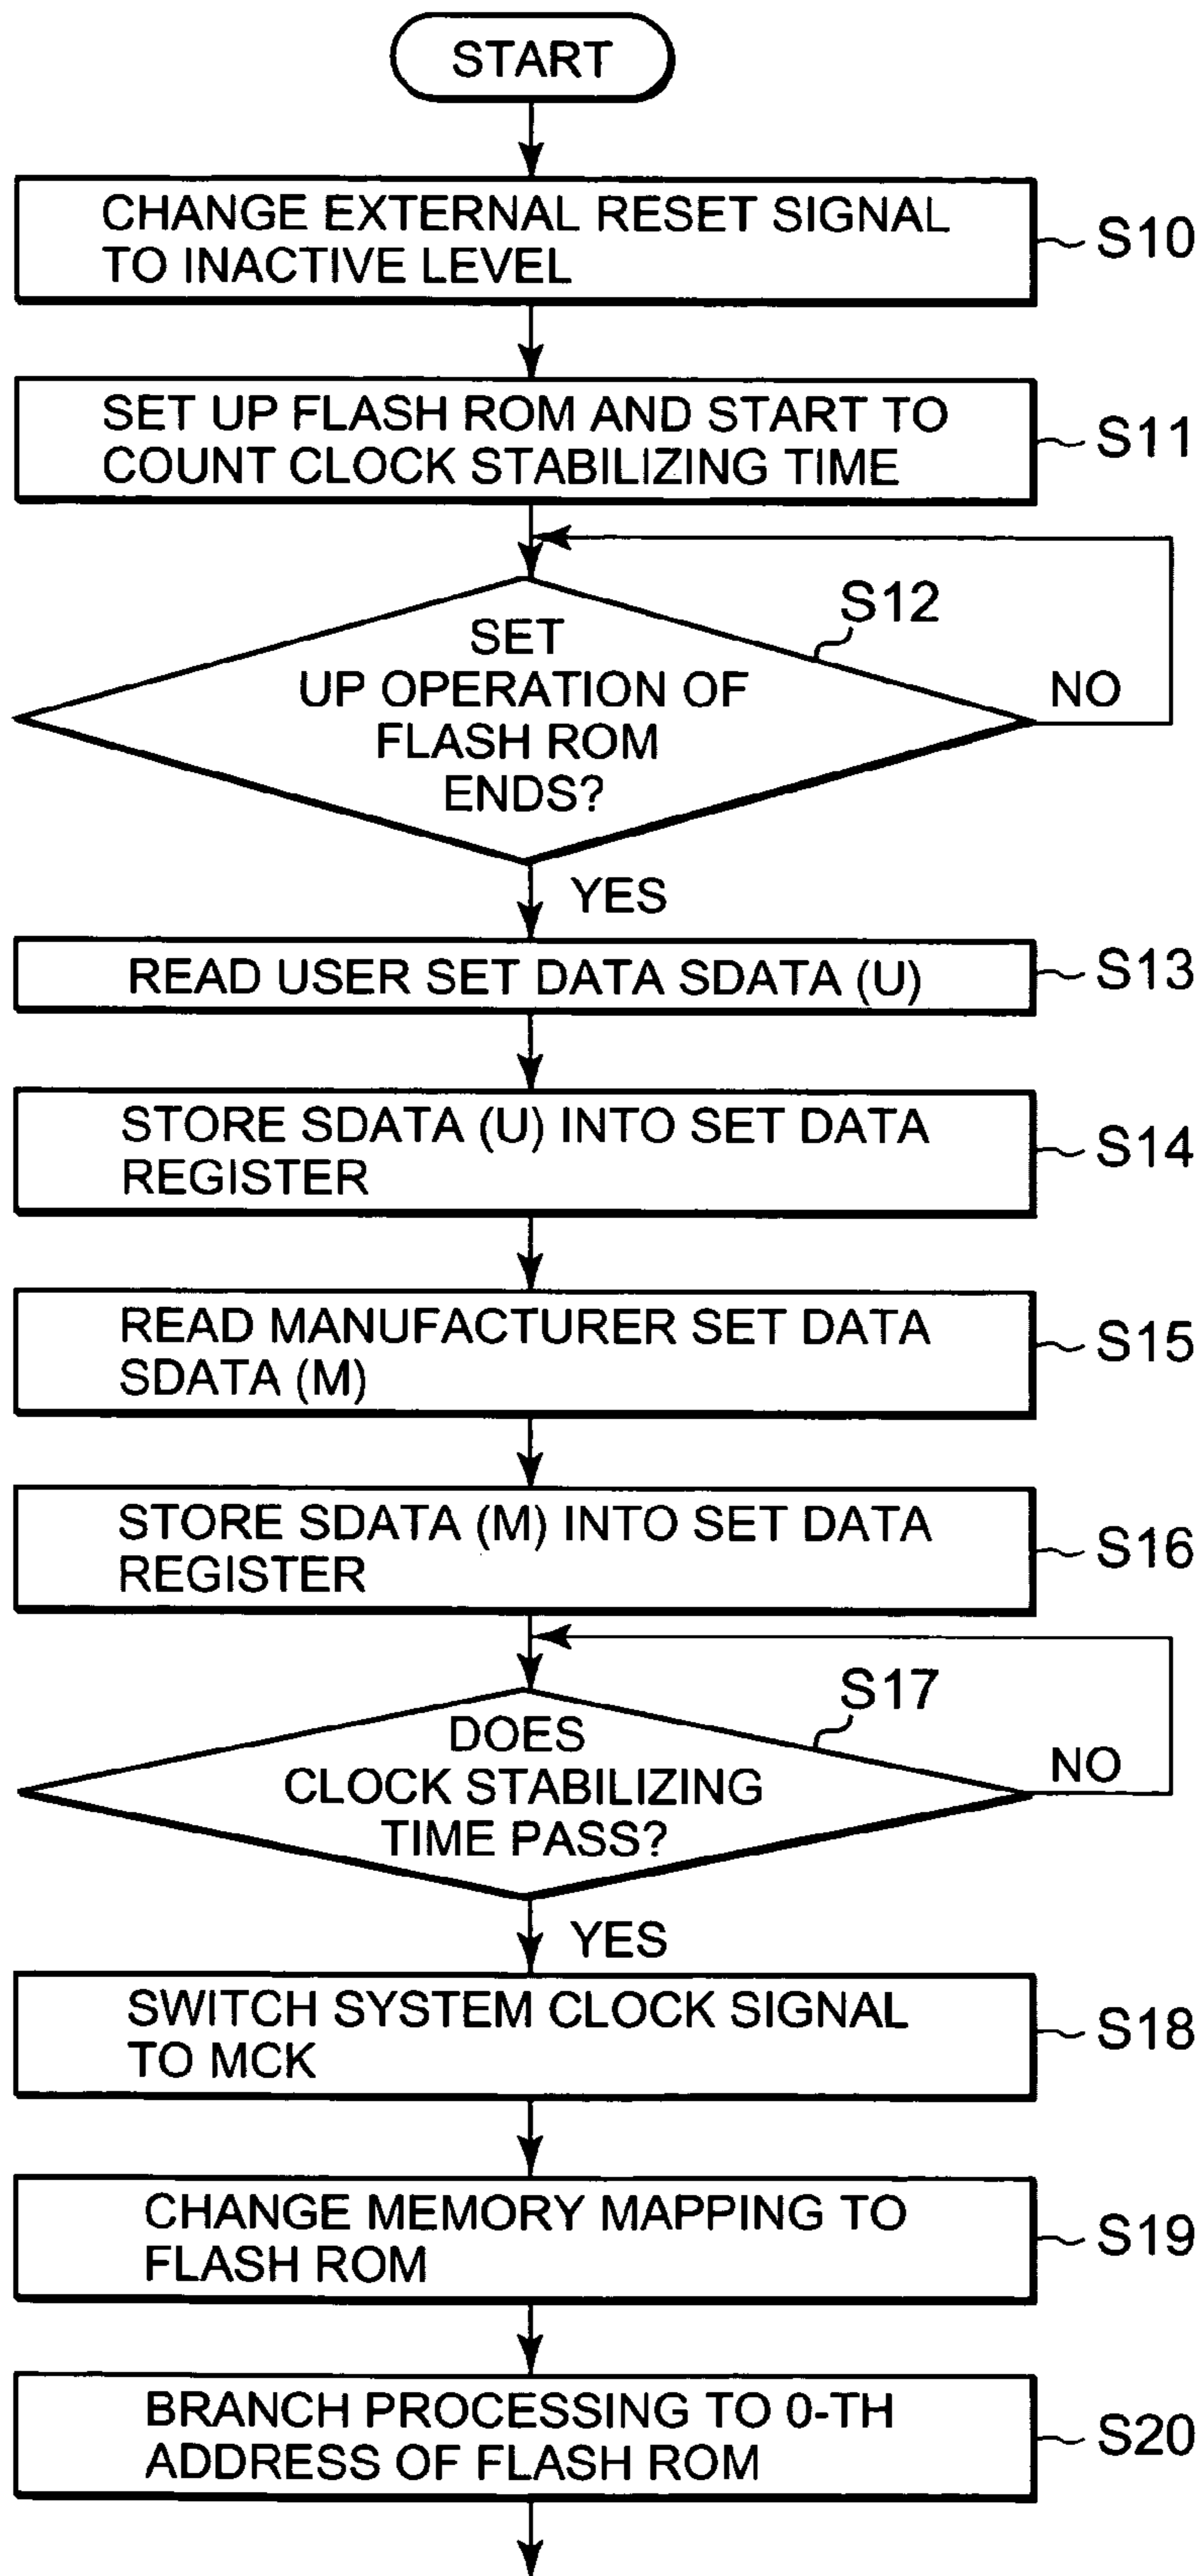 START
CHANGE EXTERNAL RESET SIGNAL
TO INACTIVE LEVEL
S10
SET UP FLASH ROM AND START TO
COUNT CLOCK STABILIZING TIME
S11
S12
SET
UP OPERATION OF
FLASH ROM
ENDS?
NO
YES
READ USER SET DATA SDATA (U)
S13
STORE SDATA (U) INTO SET DATA
REGISTER
S14
READ MANUFACTURER SET DATA
SDATA (M)
S15
STORE SDATA (M) INTO SET DATA
REGISTER
S16
S17
DOES
CLOCK STABILIZING
TIME PASS?
NO
YES
SWITCH SYSTEM CLOCK SIGNAL
TO MCK
S18
CHANGE MEMORY MAPPING TO
FLASH ROM
S19
BRANCH PROCESSING TO 0-TH
ADDRESS OF FLASH ROM
S20